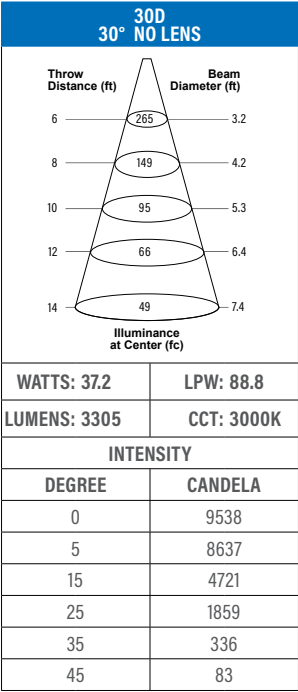 30D
30° NO LENS
Throw Beam
Distance (ft) Diameter (ft)
6 265 3.2
8 149 4.2
10 95 5.3
12 66 6.4
14 49 7.4
Illuminance
at Center (fc)
WATTS: 37.2 LPW: 88.8
LUMENS: 3305 CCT: 3000K
INTENSITY
DEGREE CANDELA
0 9538
5 8637
15 4721
25 1859
35 336
45 83